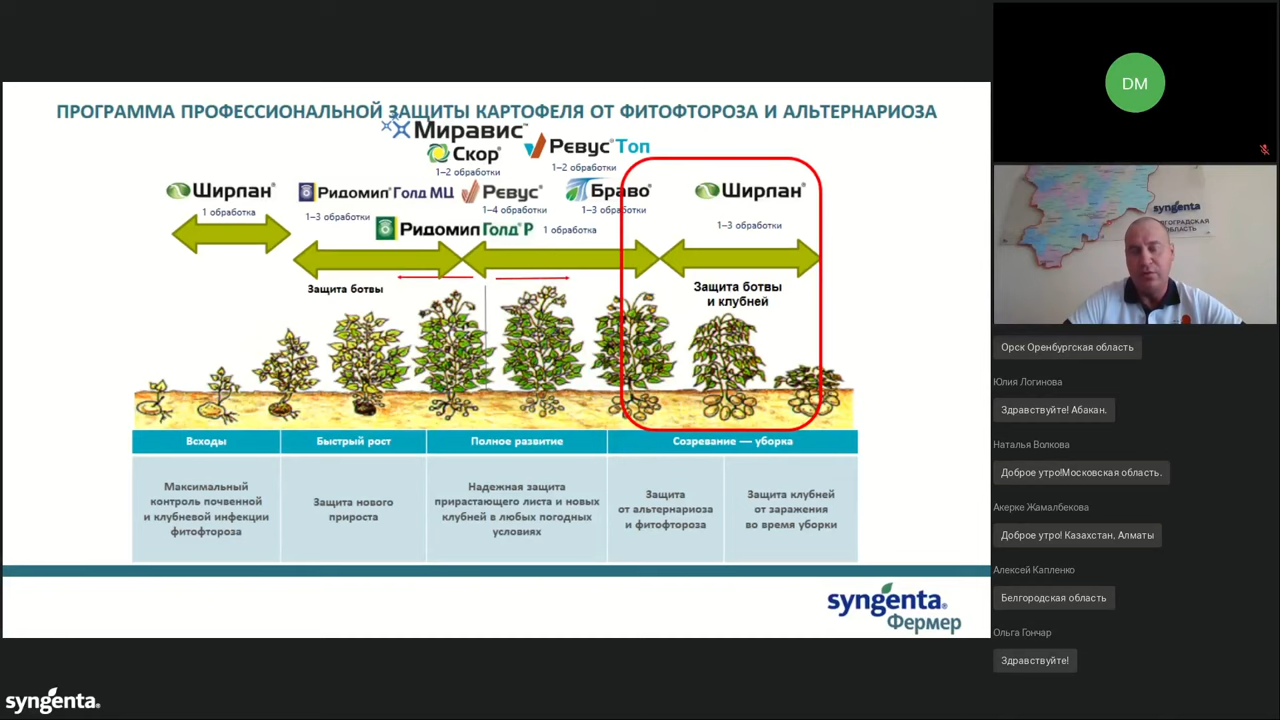 ПРОГРАММА ПРОФЕССИОНАЛЬНОЙ ЗАЩИТЫ КАРТОФЕЛЯ ОТ ФИТОФТОРОЗА И АЛЬТЕРНАРИОЗА
Миравис™
Скор®
1–2 обработки
Ревус® Топ
1–2 обработки
Ширлан®
1 обработка
Ридомил® Голд МЦ
1–3 обработки
Ревус®
1–4 обработки
Браво®
1–3 обработки
Ширлан®
1–3 обработки
Ридомил Голд® Р
1 обработка
Защита ботвы
Защита ботвы
и клубней
Всходы
Быстрый рост
Полное развитие
Созревание — уборка
Максимальный
контроль почвенной
и клубневой инфекции
фитофтороза
Защита нового
прироста
Надежная защита
прирастающего листа и новых
клубней в любых погодных
условиях
Защита
от альтернариоза
и фитофтороза
Защита клубней
от заражения
во время уборки
syngenta®
Фермер
syngenta®
DM
syngenta
ОБЛАСТЬ
Орск Оренбургская область
Юлия Логинова
Здравствуйте! Абакан.
Наталья Волкова
Доброе утро!Московская область.
Акерке Жамалбекова
Доброе утро! Казахстан, Алматы
Алексей Капленко
Белгородская область
Ольга Гончар
Здравствуйте!